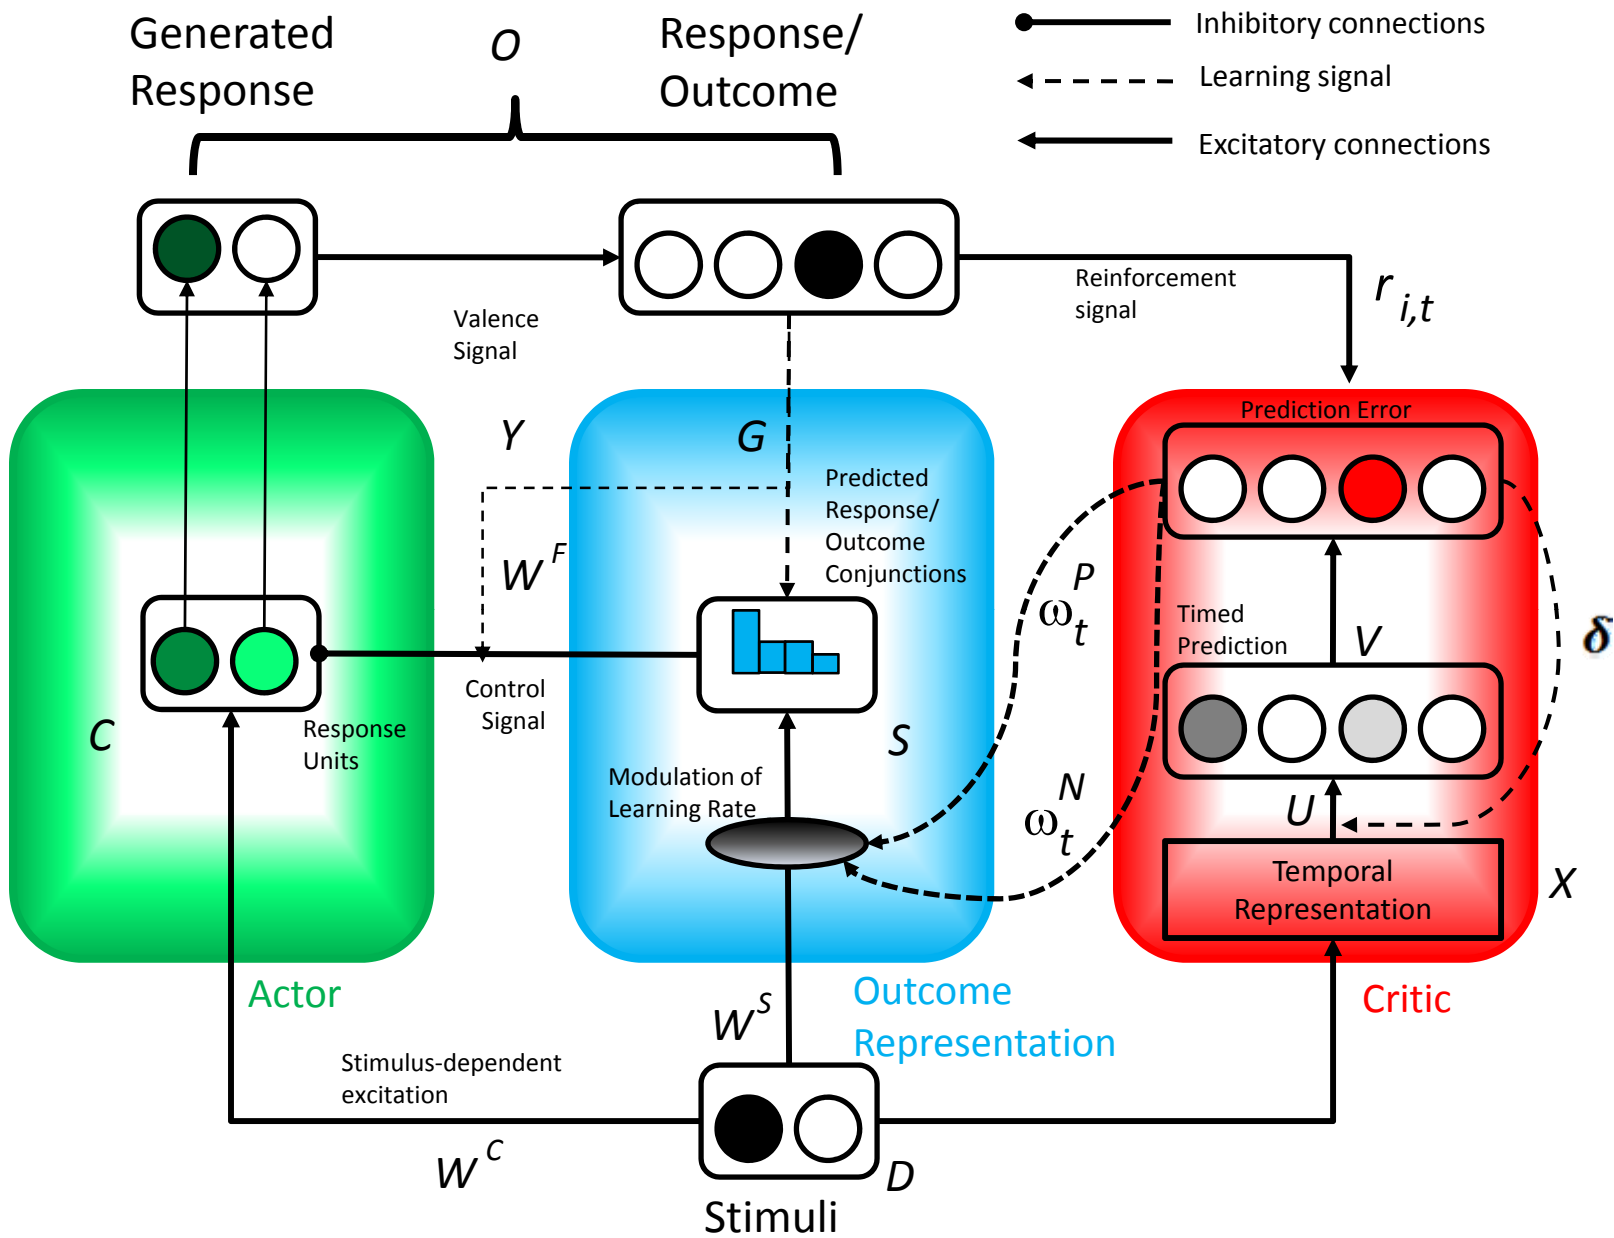 Generated
Response
O
Response/
Outcome
Inhibitory connections
Learning signal
Excitatory connections
Valence
Signal
Reinforcement
signal
r i,t
Prediction Error
Y
G
Predicted
Response/
Outcome
Conjunctions
W F
ω t P
Timed
Prediction
V
δ
Control
Signal
C
Response
Units
S
Modulation of
Learning Rate
ω t N
U
Temporal
Representation
X
Actor
Outcome
Representation
Critic
W S
Stimulus-dependent
excitation
W C
D
Stimuli